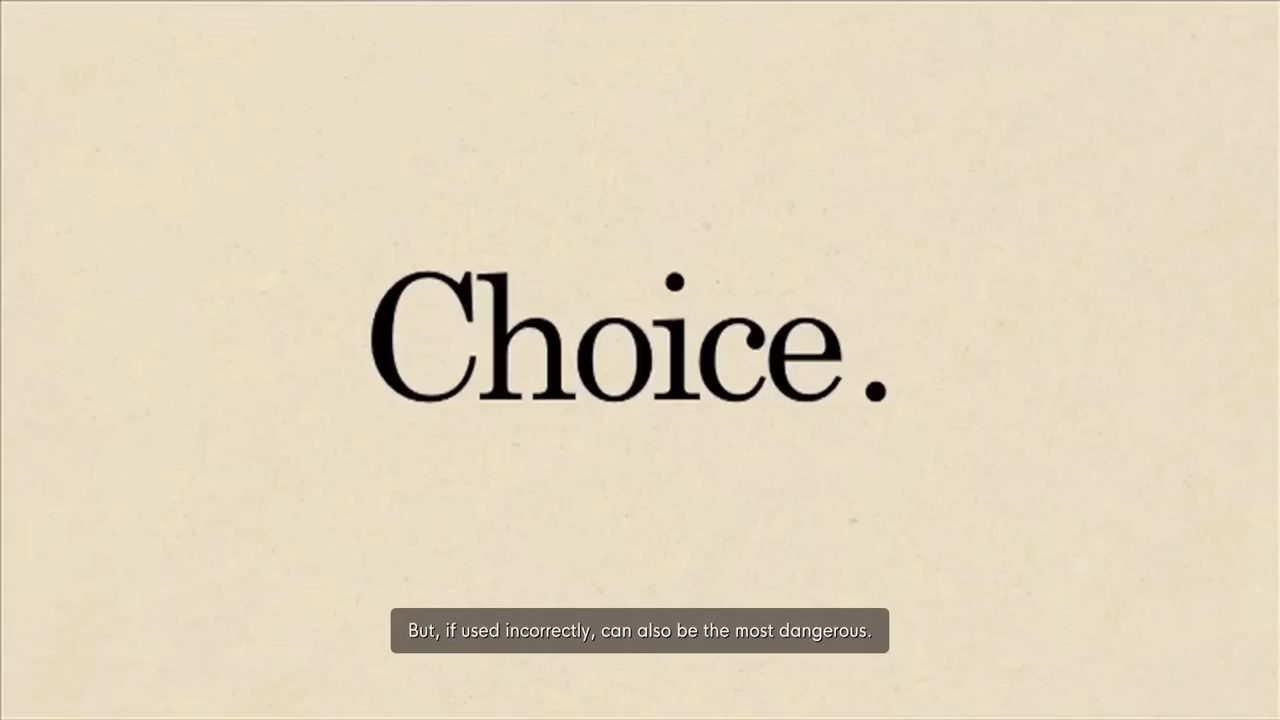 Choice.
But, if used incorrectly, can also be the most dangerous.